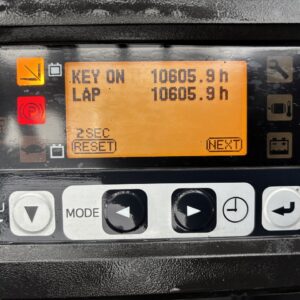 KEY ON 10605.9 h
LAP 10605.9 h
2SEC
(RESET) (NEXT)
MODE